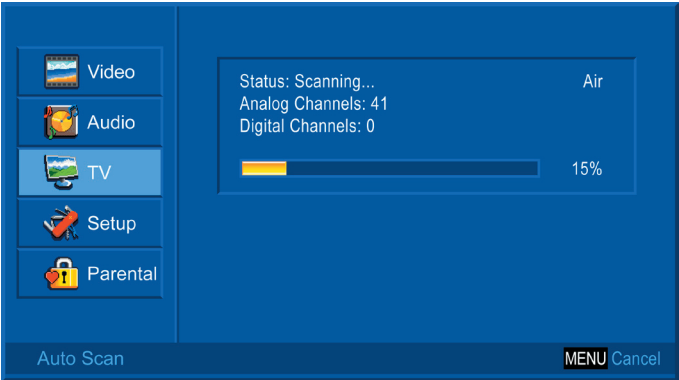 Video
Audio
TV
Setup
Parental
Status: Scanning... Air
Analog Channels: 41
Digital Channels: 0
15%
Auto Scan MENU Cancel